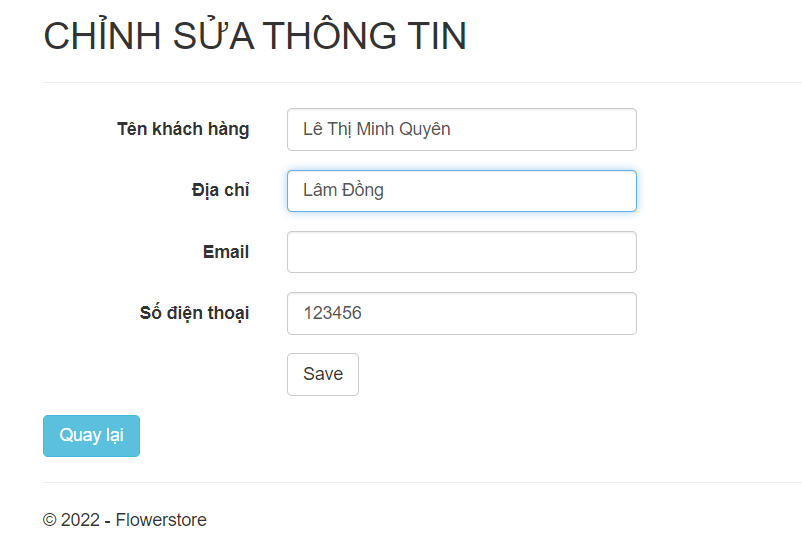 CHỈNH SỬA THÔNG TIN
Tên khách hàng Lê Thị Minh Quyên
Địa chỉ Lâm Đồng
Email
Số điện thoại 123456
Save
Quay lại
© 2022 - Flowerstore